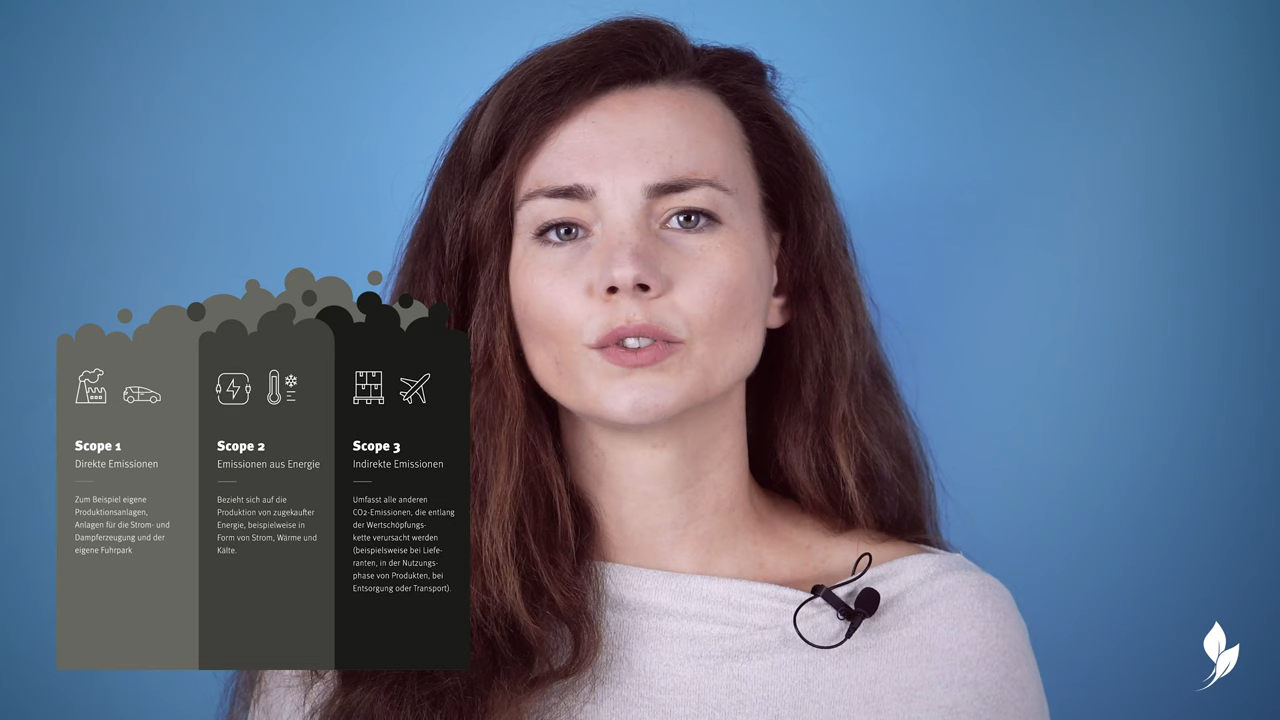 Scope 1
Direkte Emissionen
Zum Beispiel eigene
Produktionsanlagen,
Anlagen für die Strom- und
Dampferzeugung und der
eigene Fuhrpark
Scope 2
Emissionen aus Energie
Bezieht sich auf die
Produktion von zugekaufter
Energie, beispielweise in
Form von Strom, Wärme und
Kälte.
Scope 3
Indirekte Emissionen
Umfasst alle anderen
CO2-Emissionen, die entlang
der Wertschöpfungs-
kette verursacht werden
(beispielsweise bei Liefe-
ranten, in der Nutzungs-
phase von Produkten, bei
Entsorgung oder Transport).